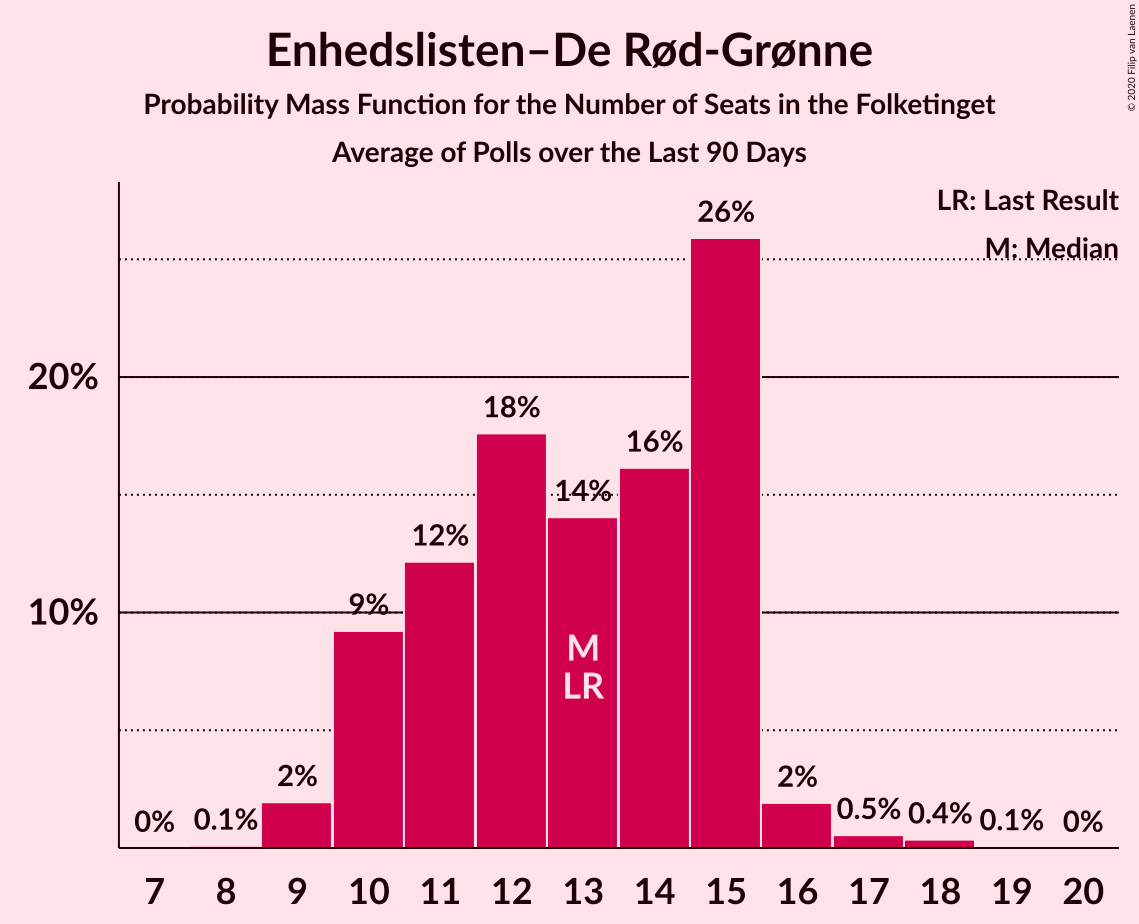 Enhedslisten–De Rød-Grønne
Probability Mass Function for the Number of Seats in the Folketinget
Average of Polls over the Last 90 Days
© 2020 Filip van Laenen
LR: Last Result
M: Median
26%
20%
18%
16%
14%
12%
10%
9%
M
LR
2%
2%
0%
0.1%
0.5%
0.4%
0.1%
0%
7 8 9 10 11 12 13 14 15 16 17 18 19 20